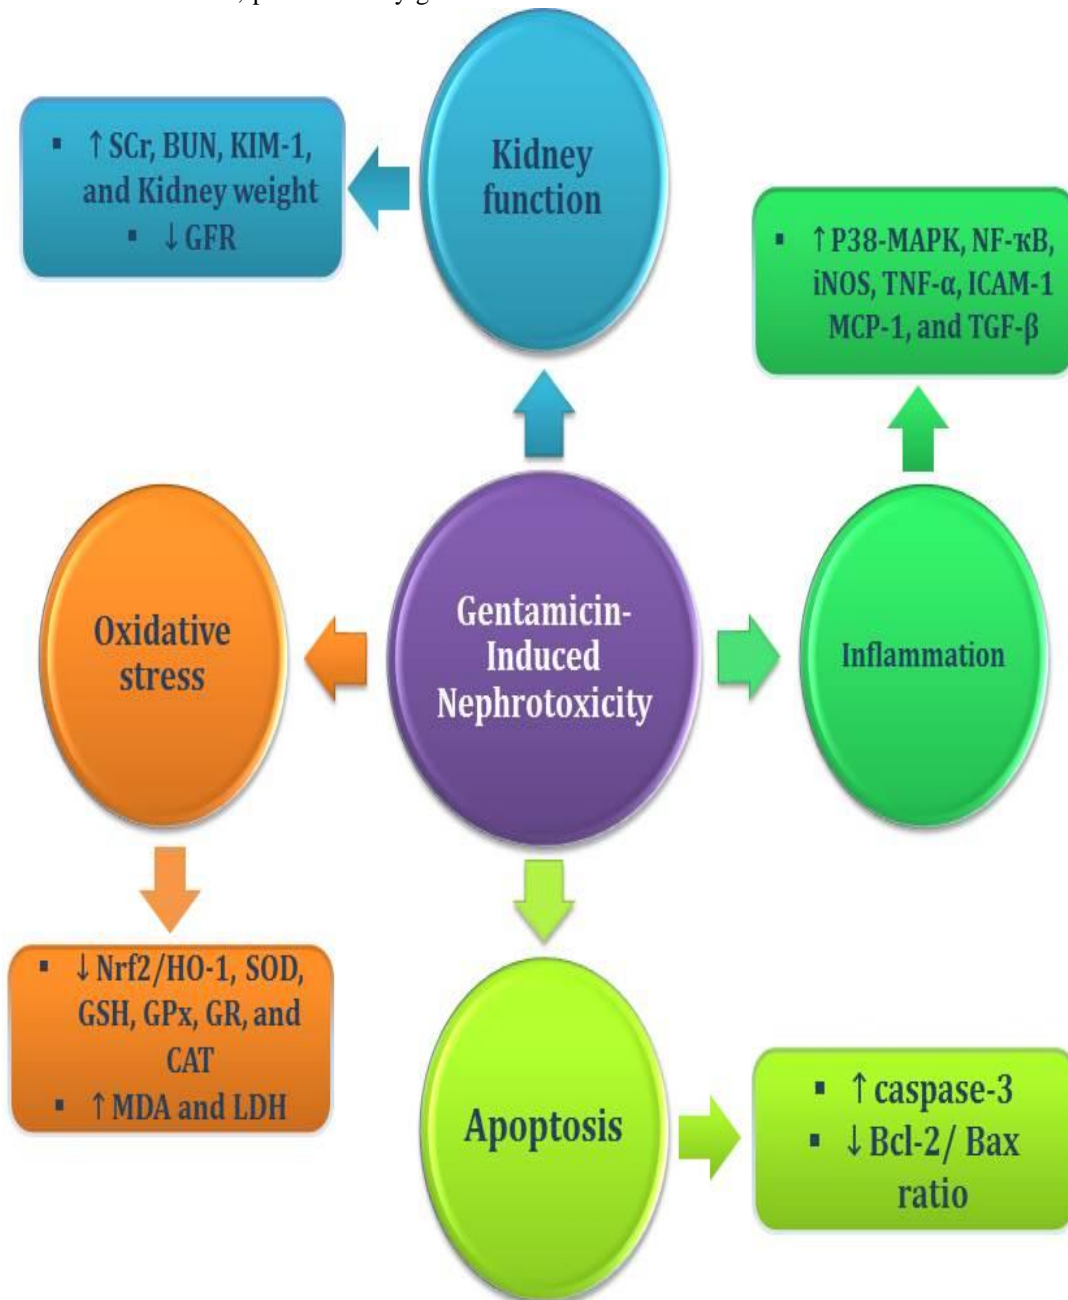 Kidney
function
▪ ↑SCr, BUN, KIM-1,
and Kidney weight
▪ ↓GFR
▪ ↑P38-MAPK, NF-κB,
iNOS, TNF-α, ICAM-1
MCP-1, and TGF-β
Oxidative
stress
Gentamicin-
Induced
Nephrotoxicity
Inflammation
▪ ↓Nrf2/HO-1, SOD,
GSH, GPx, GR, and
CAT
▪ ↑MDA and LDH
Apoptosis
▪ ↑caspase-3
▪ ↓Bcl-2/ Bax
ratio